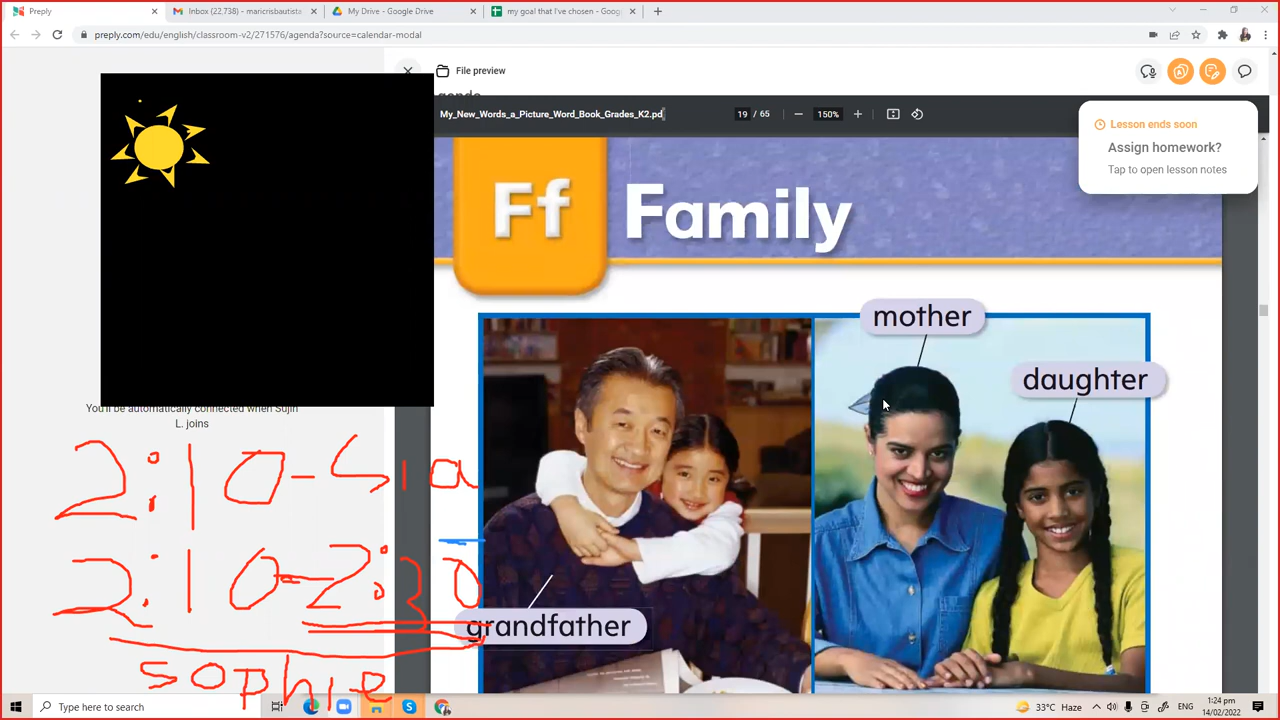 Preply
Inbox (22,738) - maricrisbautista
My Drive - Google Drive
my goal that I've chosen - Goog
preply.com/edu/english/classroom-v2/271576/agenda?source=calendar-modal
File preview
My_New_Words_a_Picture_Word_Book_Grades_K2.pd
19 / 65
150%
Lesson ends soon
Assign homework?
Tap to open lesson notes
Ff Family
mother
daughter
grandfather
You'll be automatically connected when Sujin
L. joins
2:10-Sia
2:10-2:30
sophie
Type here to search
33°C Haze
ENG
1:24 pm
14/02/2022